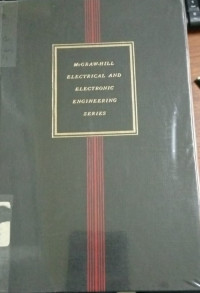 McGRAW-HILL
ELECTRICAL AND
ELECTRONIC
ENGINEERING
SERIES